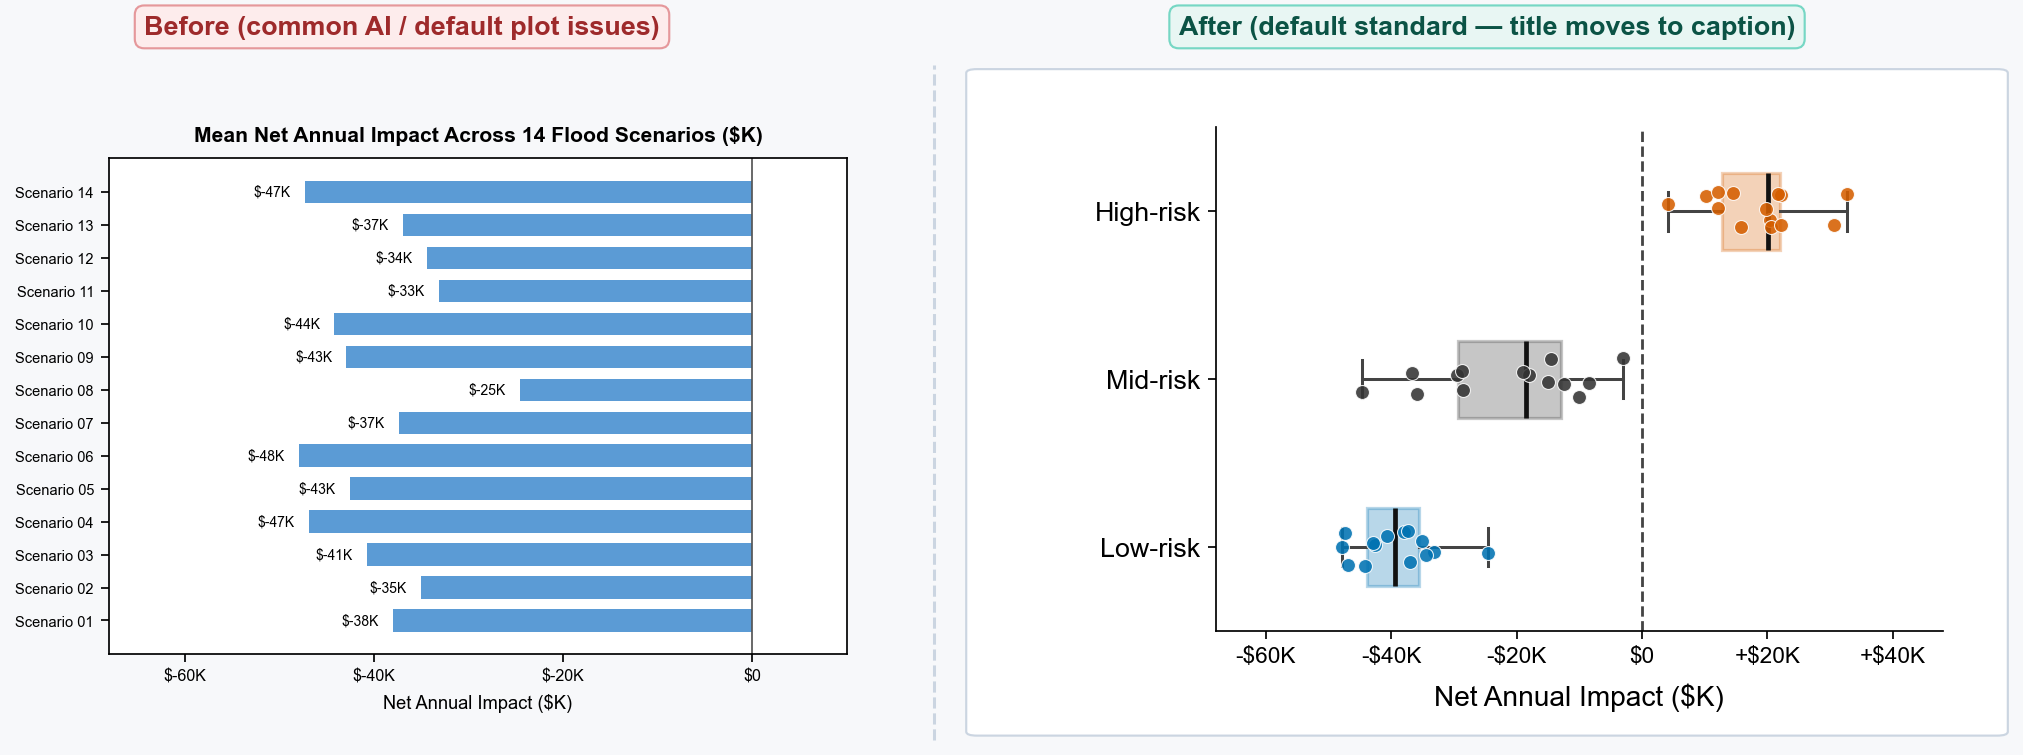 Before (common AI / default plot issues)
Mean Net Annual Impact Across 14 Flood Scenarios ($K)
Scenario 14
$-47K
Scenario 13
$-37K
Scenario 12
$-34K
Scenario 11
$-33K
Scenario 10
$-44K
Scenario 09
$-43K
Scenario 08
$-25K
Scenario 07
$-37K
Scenario 06
$-48K
Scenario 05
$-43K
Scenario 04
$-47K
Scenario 03
$-41K
Scenario 02
$-35K
Scenario 01
$-38K
$-60K $-40K $-20K $0
Net Annual Impact ($K)
After (default standard — title moves to caption)
High-risk
Mid-risk
Low-risk
-$60K -$40K -$20K $0 +$20K +$40K
Net Annual Impact ($K)